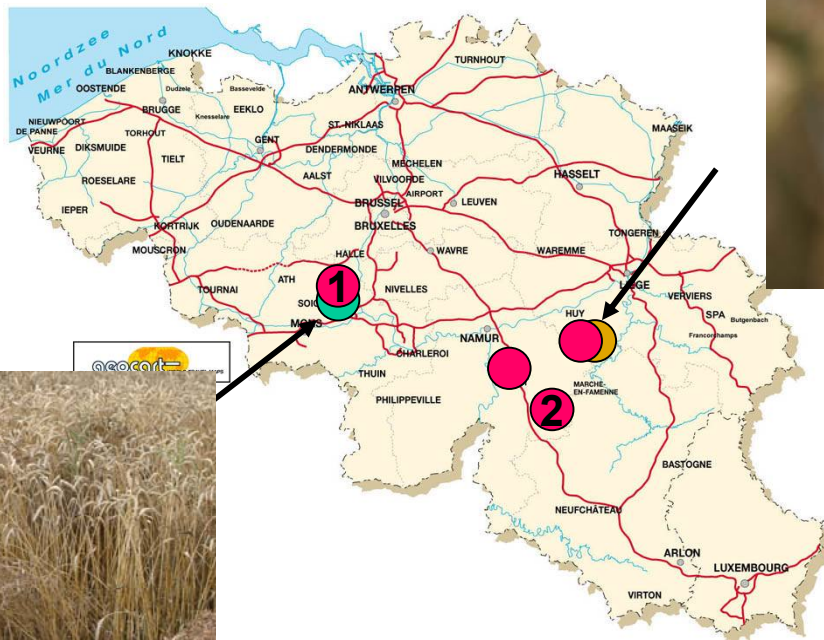 Noordzee
Mer du Nord
KNOKKE
BLANKENBERGE
OOSTENDE
Dudzele
Bassevelde
BRUGGE
Knesselare
EEKLO
TURNHOUT
ANTWERPEN
NIEUWPOORT
DE PANNE
VEURNE
DIKSMUIDE
TORHOUT
TIELT
GENT
ST.-NIKLAAS
DENDERMONDE
MAASEIK
ROESELARE
AALST
MECHELEN
VILVOORDE
AIRPORT
HASSELT
IEPER
KORTRIJK
OUDENAARDE
BRUSSEL
BRUXELLES
LEUVEN
MOUSCRON
HALLE
WAVRE
WAREMME
TONGEREN
TOURNAI
ATH
1
NIVELLES
LIEGE
VERVIERS
SPA
Butgenbach
Francorchamps
MONS
HUY
NAMUR
CHARLEROI
THUIN
PHILIPPEVILLE
MARCHE-
EN-FAMENNE
2
BASTOGNE
NEUFCHÂTEAU
ARLON
LUXEMBOURG
VIRTON